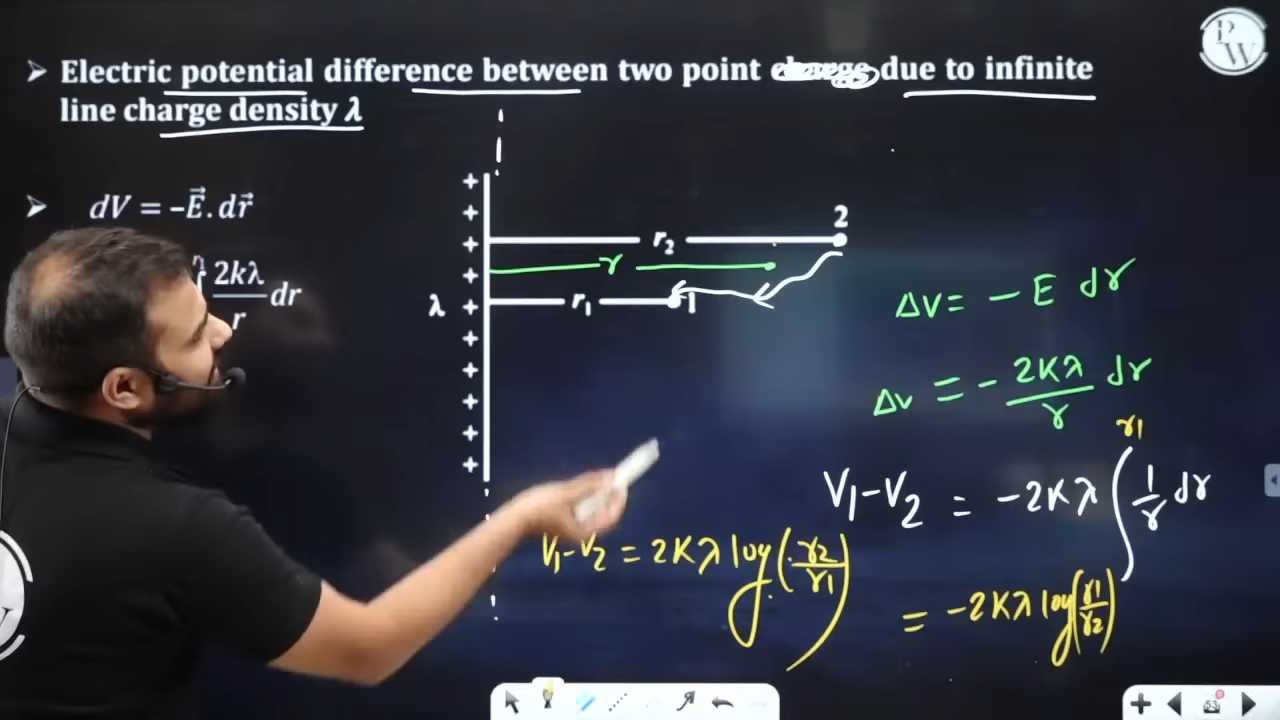 ➤ Electric potential difference between two point due to infinite
line charge density λ
➤ dV = –E⃗.dr⃗
2kλ/r dr
λ
+
+
+
+
+
+
+
+
+
+
2
r₂
r
r₁
1
ΔV = - E dr
Δv = - 2Kλ/r dr
V₁-V₂ = -2Kλ ∫ r1 1/r dr
V₁-V₂ = 2Kλ log (r2/r1)
= -2Kλ log (r1/r2)
P
W
53